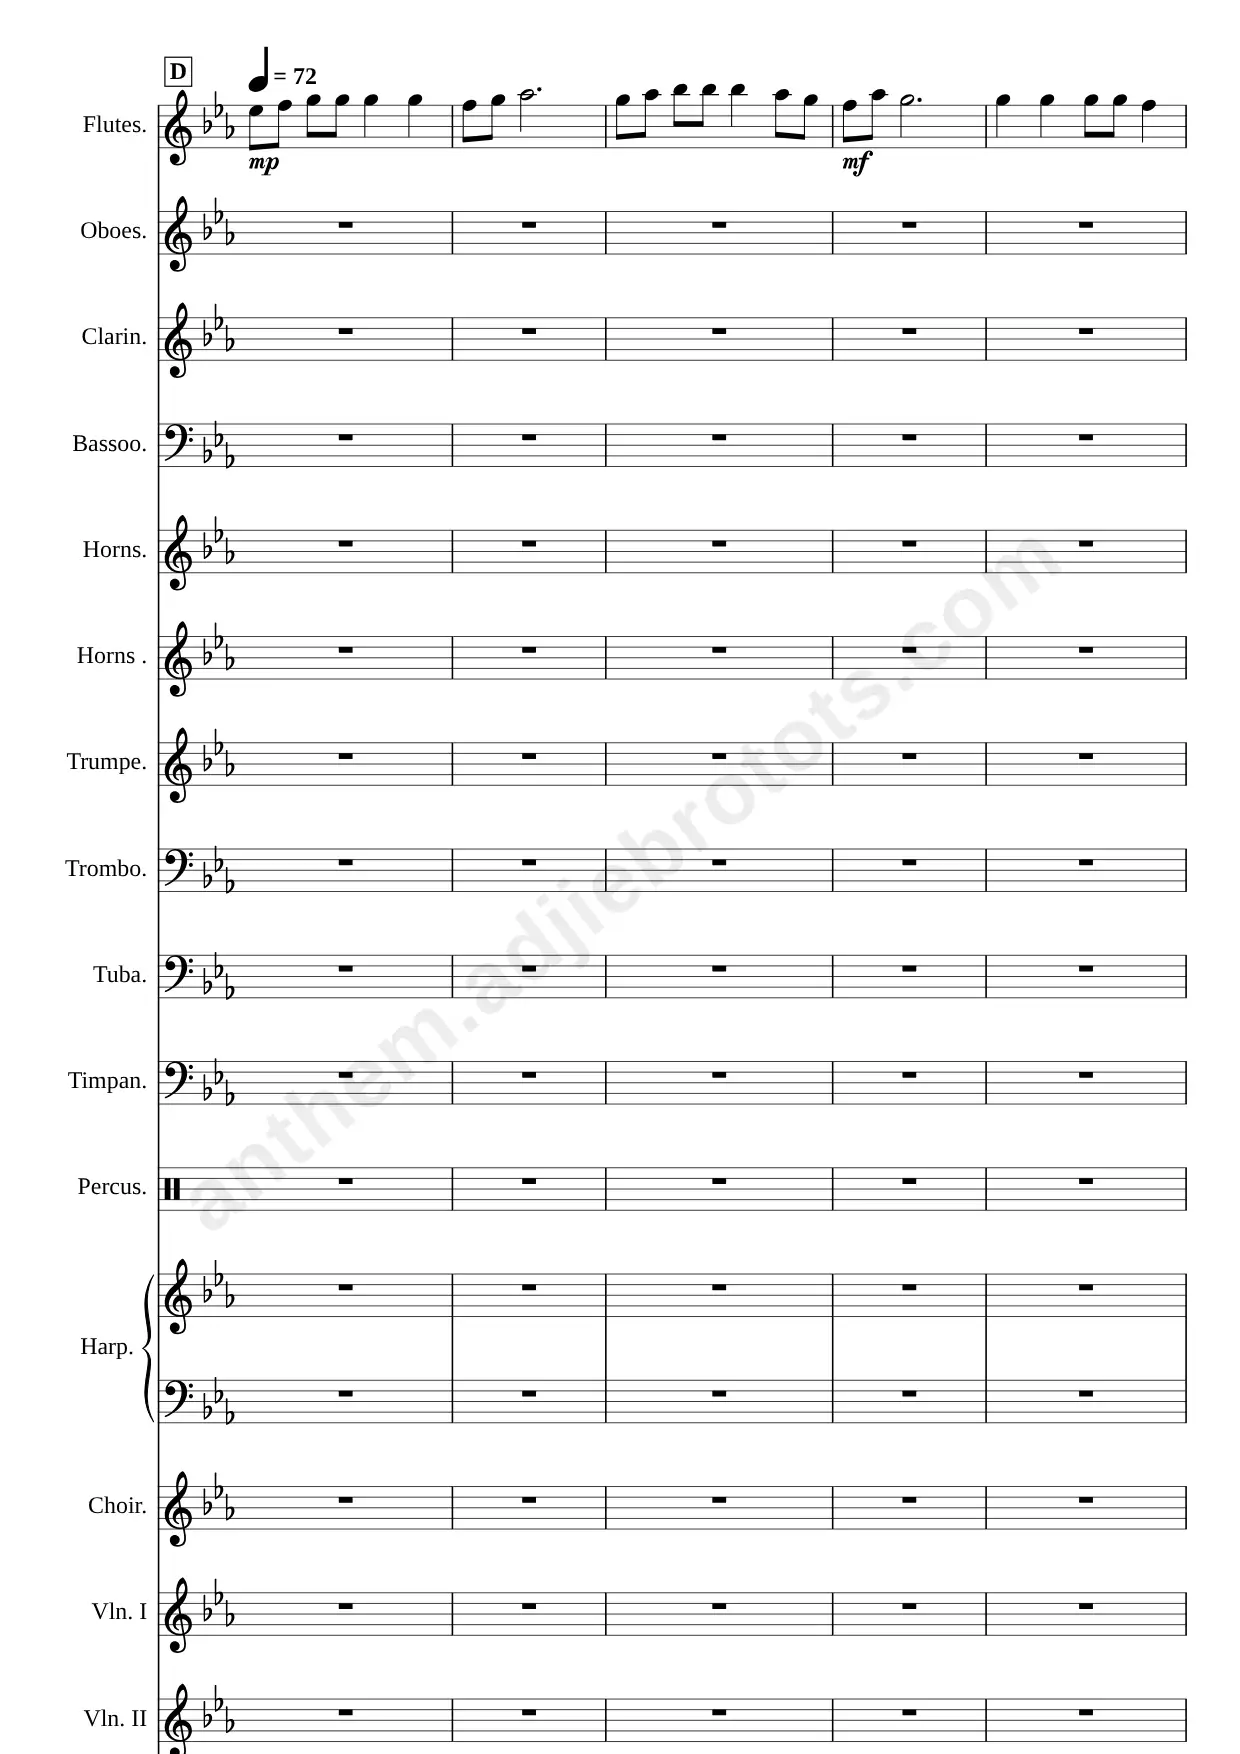 D
= 72
Flutes.
mp
mf
Oboes.
Clarin.
Bassoo.
Horns.
Horns .
Trumpe.
Trombo.
Tuba.
Timpan.
Percus.
Harp.
Choir.
Vln. I
Vln. II
anthem.adjiebrotots.com